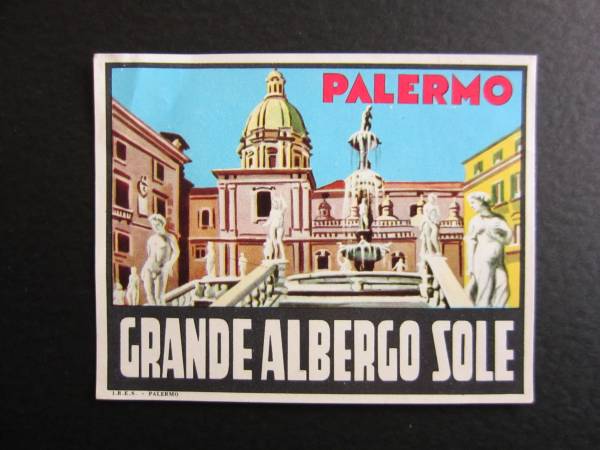 PALERMO
GRANDE ALBERGO SOLE
I.R.E.S. - PALERMO